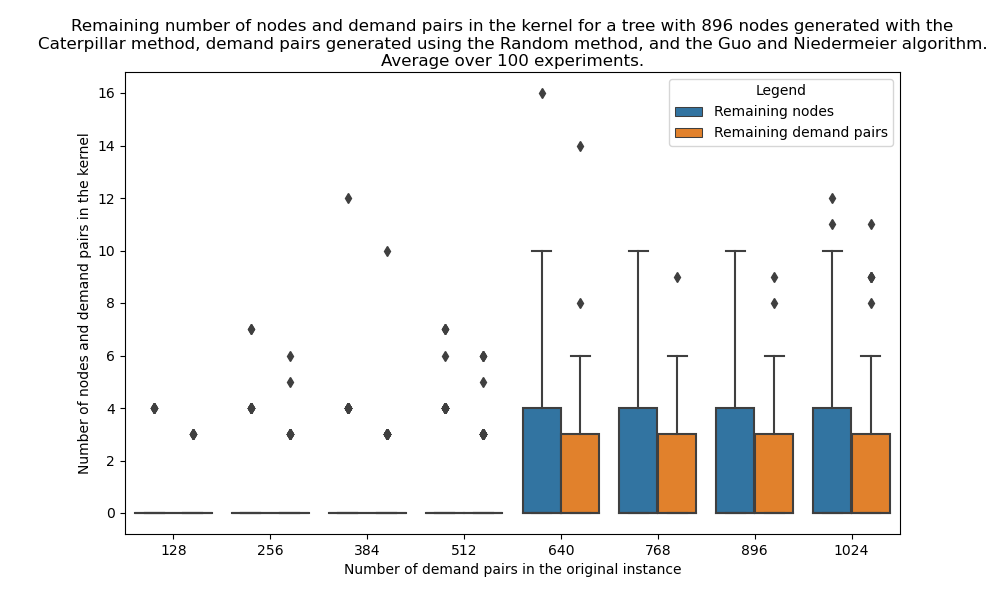 Remaining number of nodes and demand pairs in the kernel for a tree with 896 nodes generated with the
Caterpillar method, demand pairs generated using the Random method, and the Guo and Niedermeier algorithm.
Average over 100 experiments.
Legend
Remaining nodes
Remaining demand pairs
Number of nodes and demand pairs in the kernel
16
14
12
10
8
6
4
2
0
128 256 384 512 640 768 896 1024
Number of demand pairs in the original instance